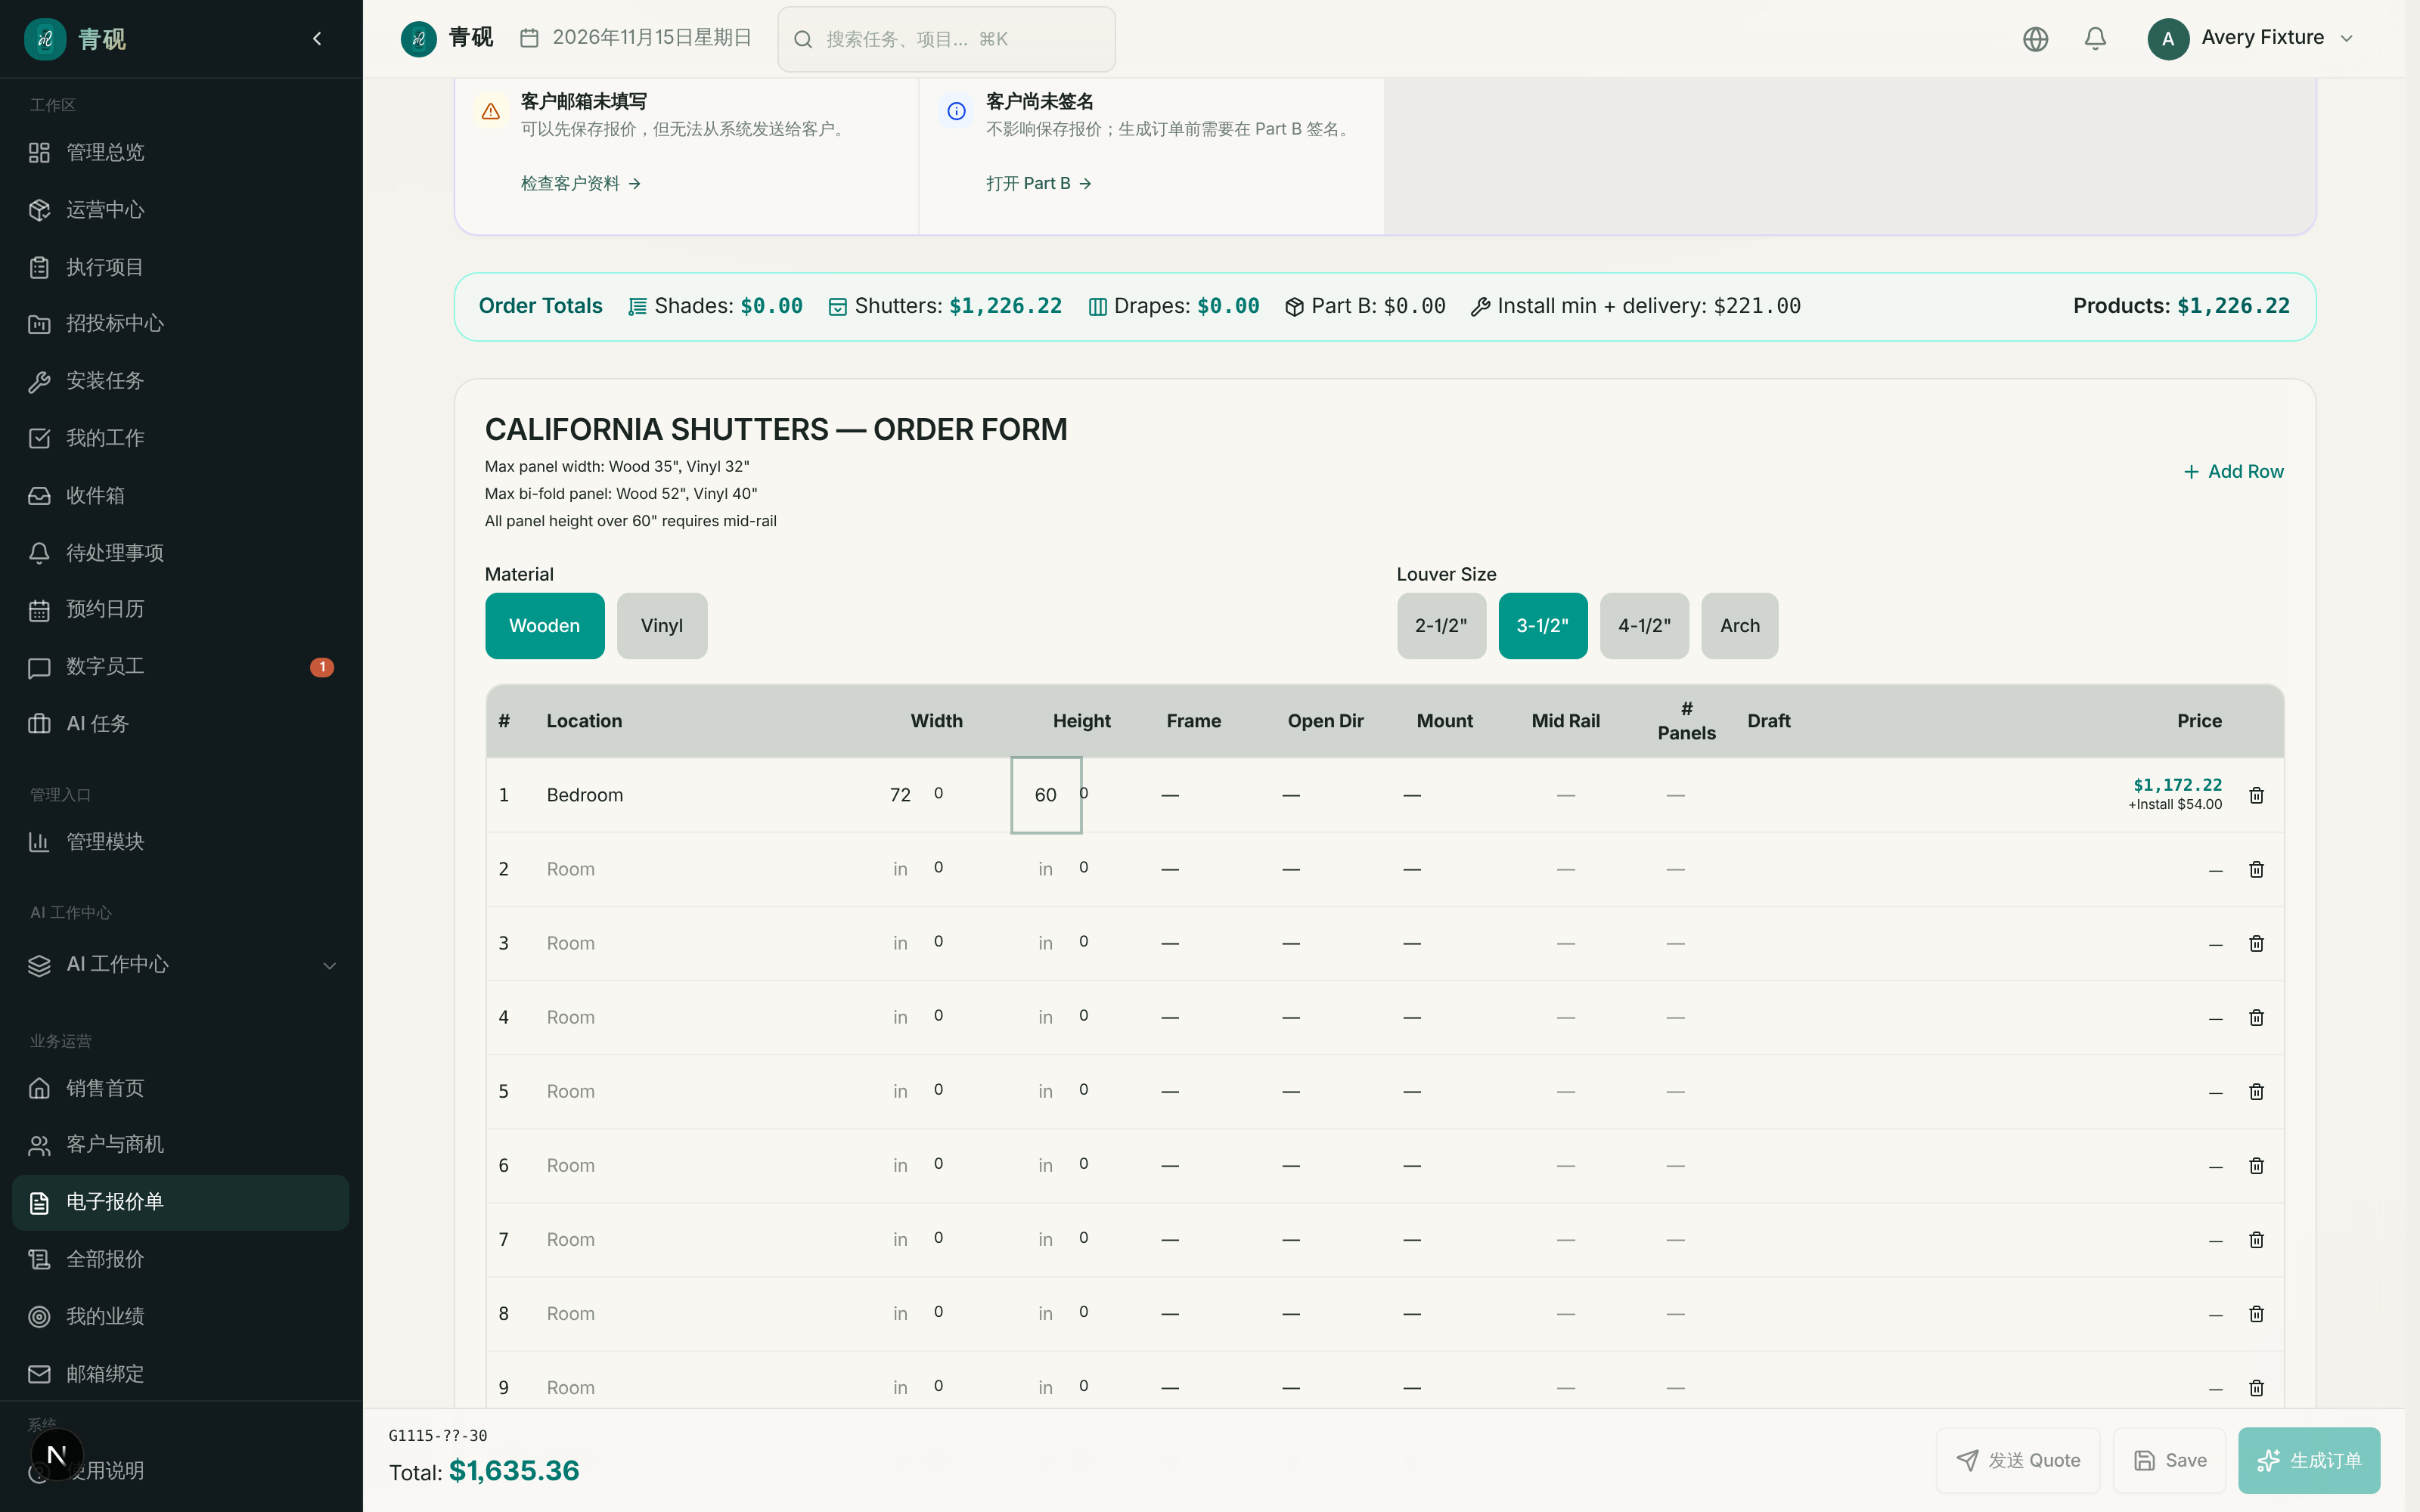 青砚
工作区
管理总览
运营中心
执行项目
招投标中心
安装任务
我的工作
收件箱
待处理事项
预约日历
数字员工 1
AI 任务
管理入口
管理模块
AI 工作中心
AI 工作中心
业务运营
销售首页
客户与商机
电子报价单
全部报价
我的业绩
邮箱绑定
系统
N
使用说明
青砚 2026年11月15日星期日 搜索任务、项目... ⌘K A Avery Fixture
客户邮箱未填写
可以先保存报价，但无法从系统发送给客户。
检查客户资料 →
客户尚未签名
不影响保存报价；生成订单前需要在 Part B 签名。
打开 Part B →
Order Totals Shades: $0.00 Shutters: $1,226.22 Drapes: $0.00 Part B: $0.00 Install min + delivery: $221.00 Products: $1,226.22
CALIFORNIA SHUTTERS — ORDER FORM
Max panel width: Wood 35", Vinyl 32"
Max bi-fold panel: Wood 52", Vinyl 40"
All panel height over 60" requires mid-rail
+ Add Row
Material
Wooden Vinyl
Louver Size
2-1/2" 3-1/2" 4-1/2" Arch
# Location Width Height Frame Open Dir Mount Mid Rail # Panels Draft Price
1 Bedroom 72 0 60 0 — — — — — $1,172.22
+Install $54.00
2 Room in 0 in 0 — — — — — —
3 Room in 0 in 0 — — — — — —
4 Room in 0 in 0 — — — — — —
5 Room in 0 in 0 — — — — — —
6 Room in 0 in 0 — — — — — —
7 Room in 0 in 0 — — — — — —
8 Room in 0 in 0 — — — — — —
9 Room in 0 in 0 — — — — — —
G1115-??-30
Total: $1,635.36
发送 Quote Save 生成订单